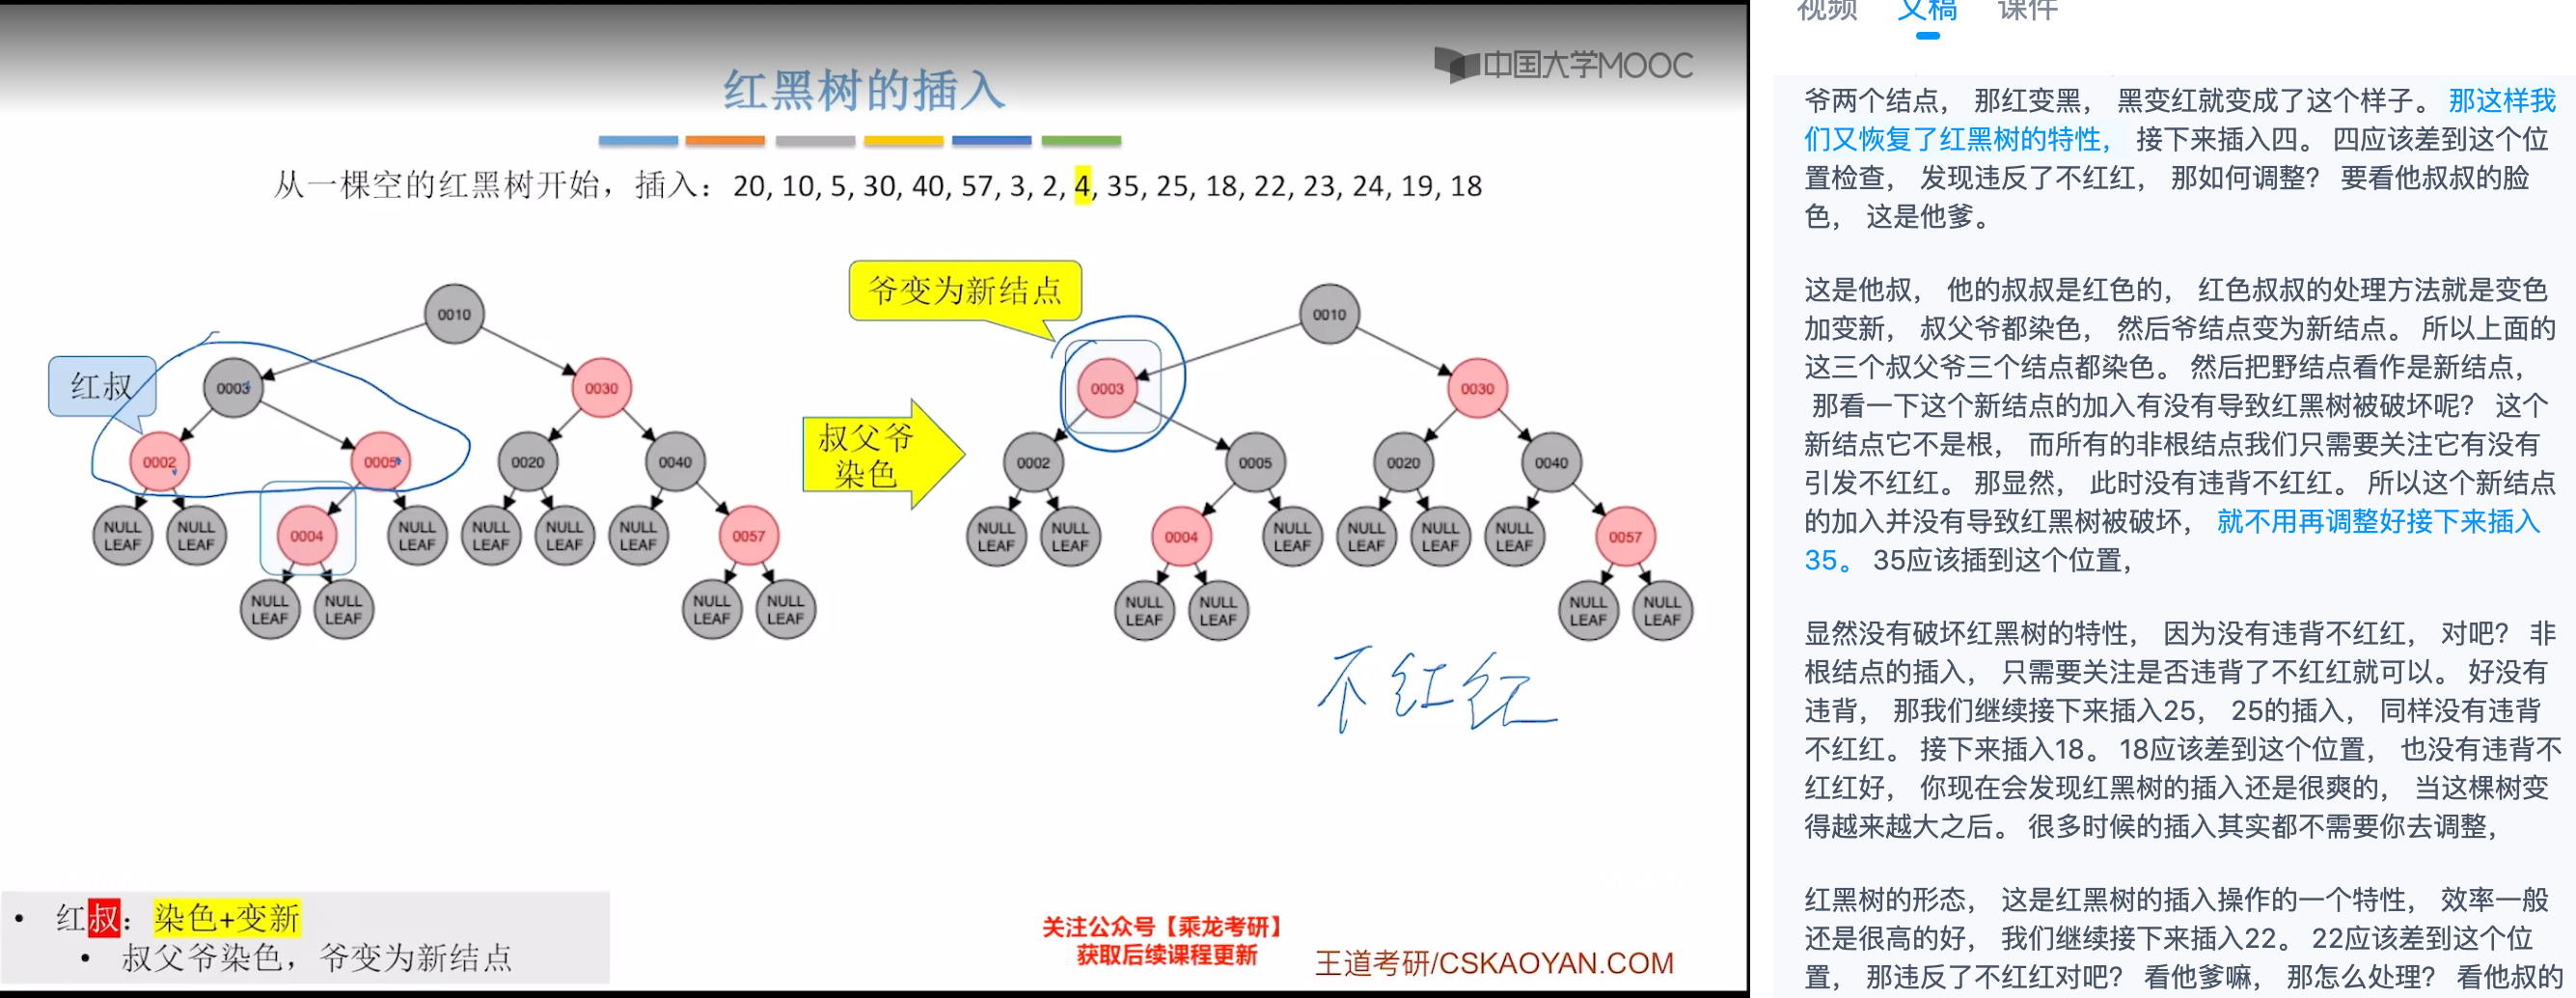 中国大学MOOC
红黑树的插入
从一棵空的红黑树开始，插入：20, 10, 5, 30, 40, 57, 3, 2, 4, 35, 25, 18, 22, 23, 24, 19, 18
红叔
0010
0003
0030
0002
0005
0020
0040
NULL LEAF
NULL LEAF
0004
NULL LEAF
NULL LEAF
NULL LEAF
NULL LEAF
0057
NULL LEAF
NULL LEAF
NULL LEAF
NULL LEAF
叔父爷
染色
爷变为新结点
0010
0003
0030
0002
0005
0020
0040
NULL LEAF
NULL LEAF
0004
NULL LEAF
NULL LEAF
NULL LEAF
NULL LEAF
0057
NULL LEAF
NULL LEAF
NULL LEAF
NULL LEAF
不红红
• 红叔：染色+变新
• 叔父爷染色，爷变为新结点
关注公众号【乘龙考研】
获取后续课程更新
王道考研/CSKAOYAN.COM
视频 文稿 课件
爷两个结点， 那红变黑， 黑变红就变成了这个样子。 那这样我
们又恢复了红黑树的特性， 接下来插入四。 四应该差到这个位
置检查， 发现违反了不红红， 那如何调整？ 要看他叔叔的脸
色， 这是他爹。
这是他叔， 他的叔叔是红色的， 红色叔叔的处理方法就是变色
加变新， 叔父爷都染色， 然后爷结点变为新结点。 所以上面的
这三个叔父爷三个结点都染色。 然后把野结点看作是新结点，
那看一下这个新结点的加入有没有导致红黑树被破坏呢？ 这个
新结点它不是根， 而所有的非根结点我们只需要关注它有没有
引发不红红。 那显然， 此时没有违背不红红。 所以这个新结点
的加入并没有导致红黑树被破坏， 就不用再调整好接下来插入
35。 35应该插到这个位置，
显然没有破坏红黑树的特性， 因为没有违背不红红， 对吧？ 非
根结点的插入， 只需要关注是否违背了不红红就可以。 好没有
违背， 那我们继续接下来插入25， 25的插入， 同样没有违背
不红红。 接下来插入18。 18应该差到这个位置， 也没有违背不
红红好， 你现在会发现红黑树的插入还是很爽的， 当这棵树变
得越来越大之后。 很多时候的插入其实都不需要你去调整，
红黑树的形态， 这是红黑树的插入操作的一个特性， 效率一般
还是很高的好， 我们继续接下来插入22。 22应该差到这个位
置， 那违反了不红红对吧？ 看他爹嘛， 那怎么处理？ 看他叔的